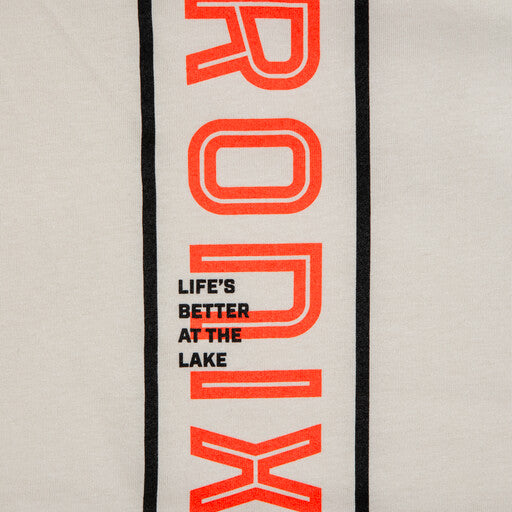 RONIX
LIFE'S
BETTER
AT THE
LAKE